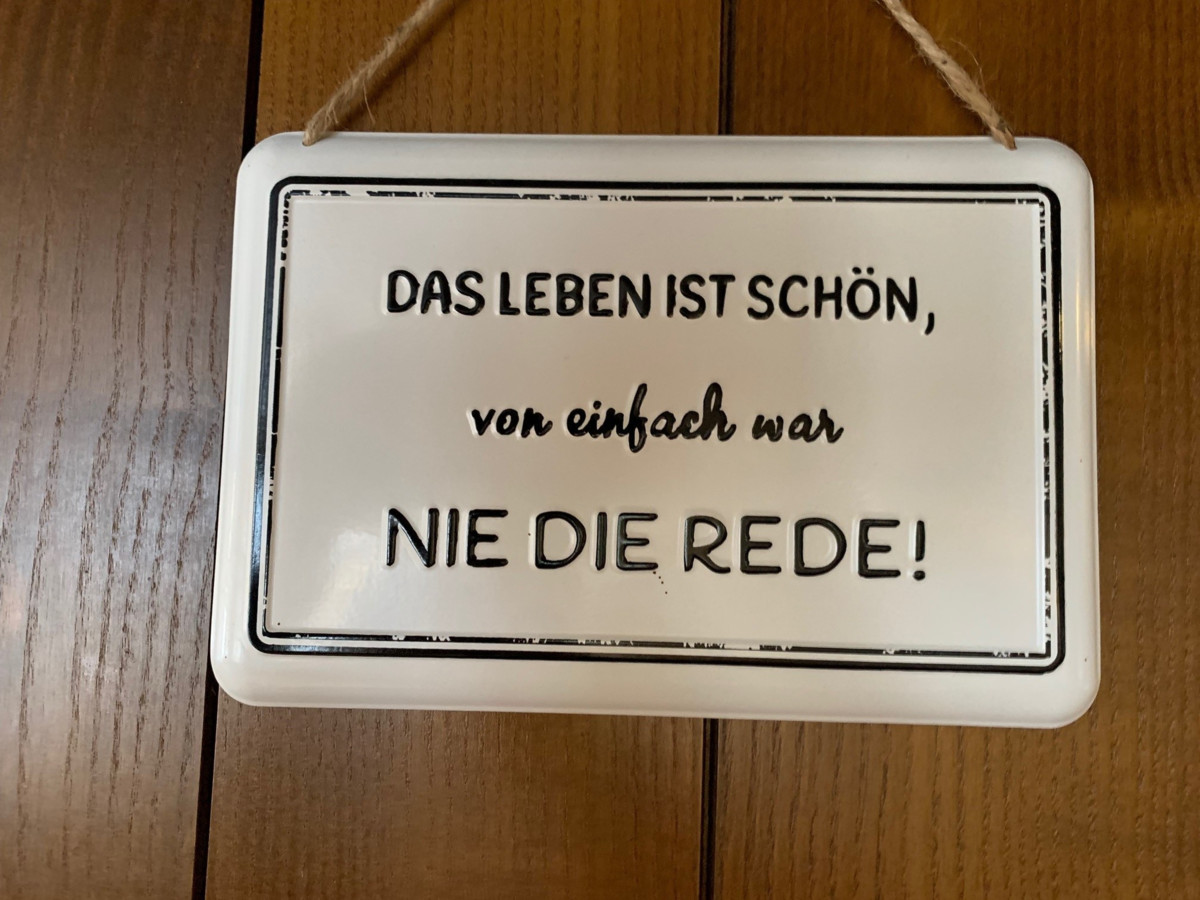 DAS LEBEN IST SCHÖN,
von einfach war
NIE DIE REDE!